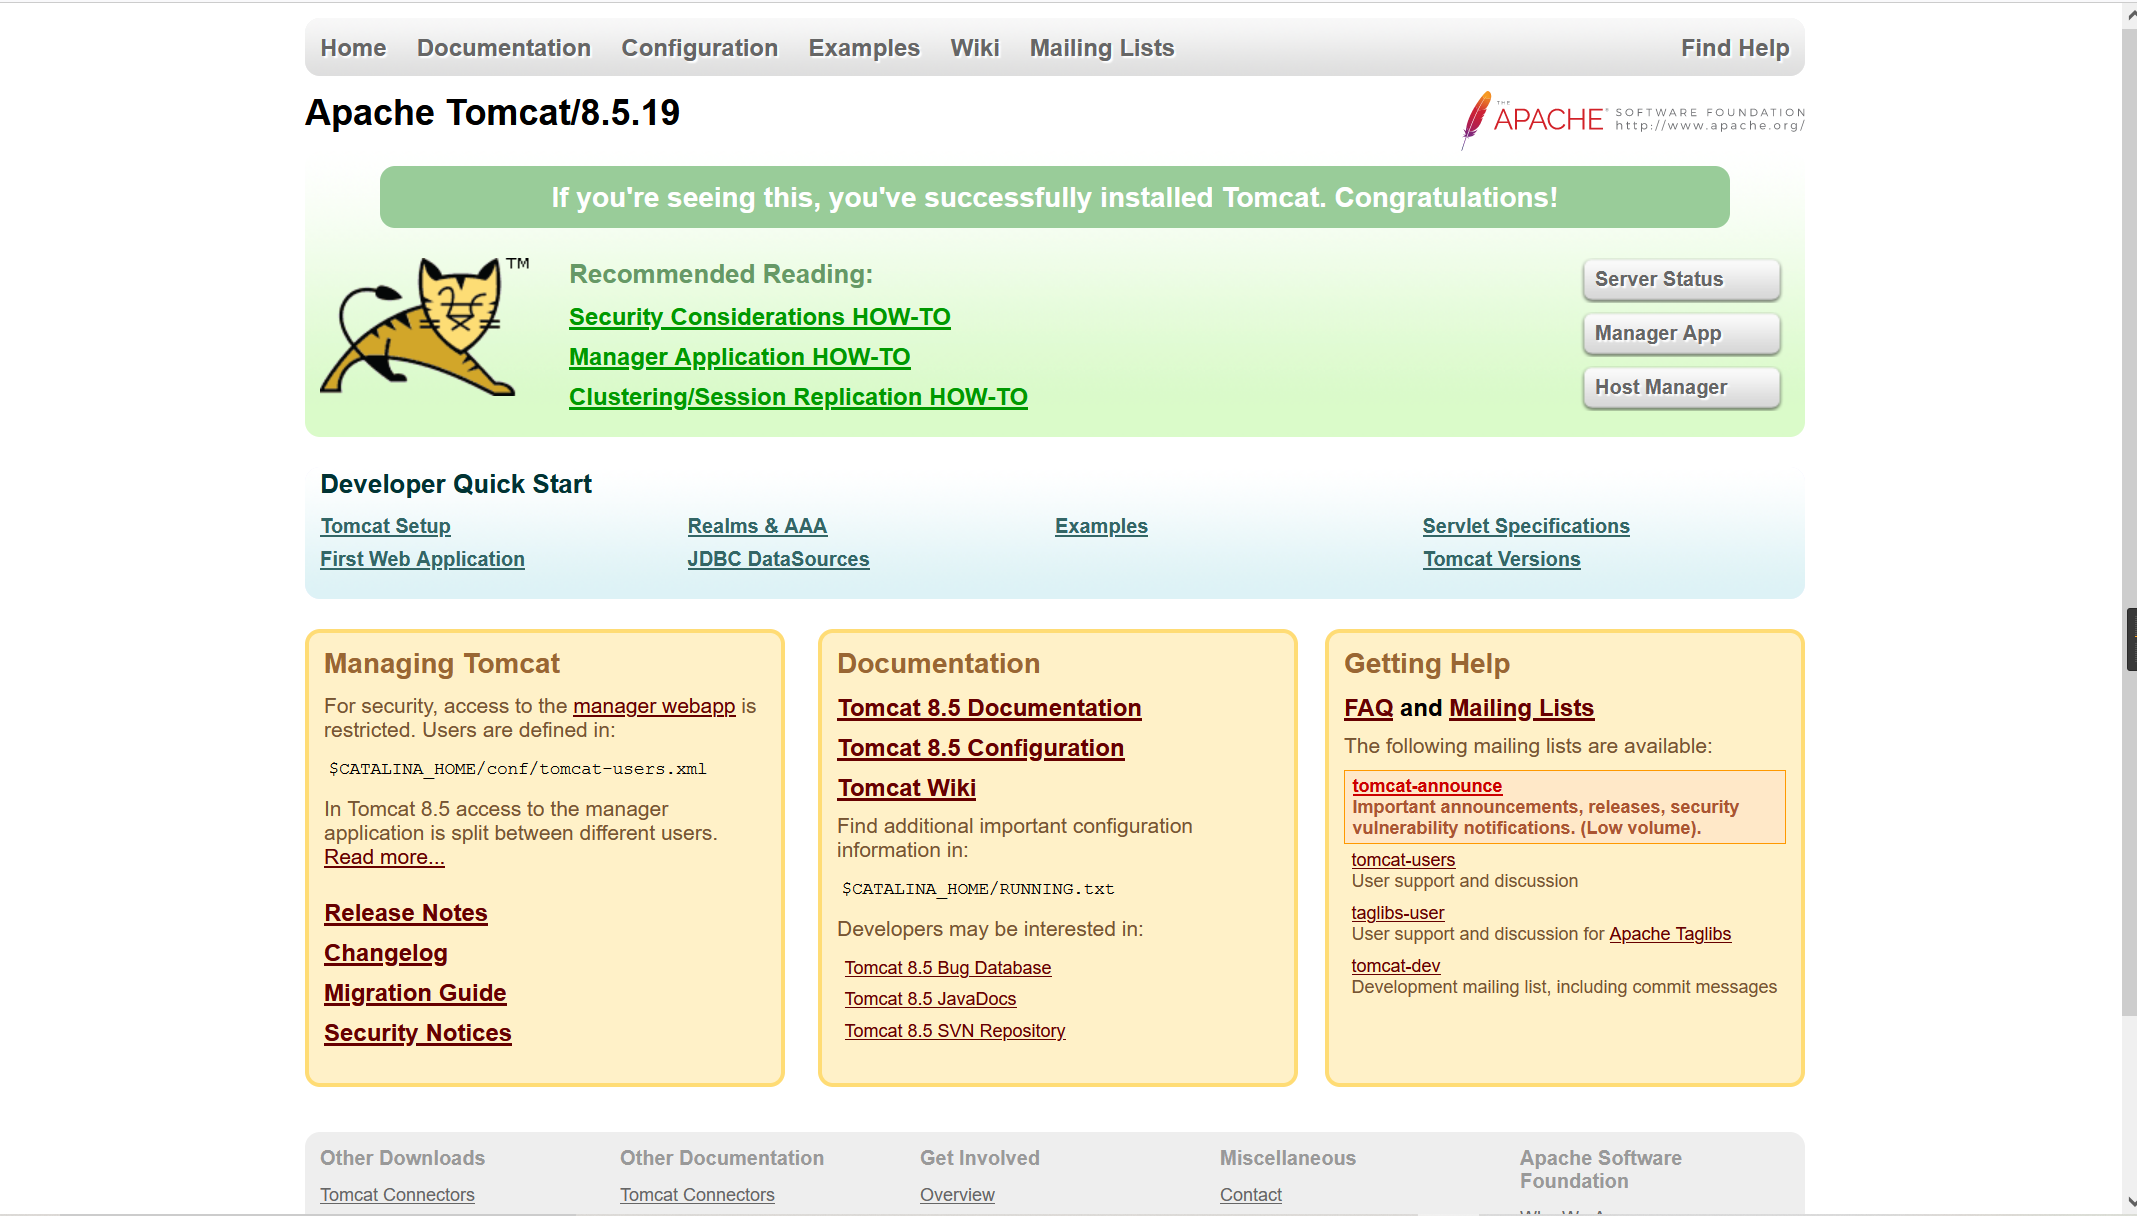 Home Documentation Configuration Examples Wiki Mailing Lists Find Help
Apache Tomcat/8.5.19
THE APACHE SOFTWARE FOUNDATION
http://www.apache.org/
If you're seeing this, you've successfully installed Tomcat. Congratulations!
TM
Recommended Reading:
Security Considerations HOW-TO
Manager Application HOW-TO
Clustering/Session Replication HOW-TO
Server Status
Manager App
Host Manager
Developer Quick Start
Tomcat Setup
First Web Application
Realms & AAA
JDBC DataSources
Examples
Servlet Specifications
Tomcat Versions
Managing Tomcat
For security, access to the manager webapp is
restricted. Users are defined in:
$CATALINA_HOME/conf/tomcat-users.xml
In Tomcat 8.5 access to the manager
application is split between different users.
Read more...
Release Notes
Changelog
Migration Guide
Security Notices
Documentation
Tomcat 8.5 Documentation
Tomcat 8.5 Configuration
Tomcat Wiki
Find additional important configuration
information in:
$CATALINA_HOME/RUNNING.txt
Developers may be interested in:
Tomcat 8.5 Bug Database
Tomcat 8.5 JavaDocs
Tomcat 8.5 SVN Repository
Getting Help
FAQ and Mailing Lists
The following mailing lists are available:
tomcat-announce
Important announcements, releases, security
vulnerability notifications. (Low volume).
tomcat-users
User support and discussion
taglibs-user
User support and discussion for Apache Taglibs
tomcat-dev
Development mailing list, including commit messages
Other Downloads
Tomcat Connectors
Other Documentation
Tomcat Connectors
Get Involved
Overview
Miscellaneous
Contact
Apache Software
Foundation